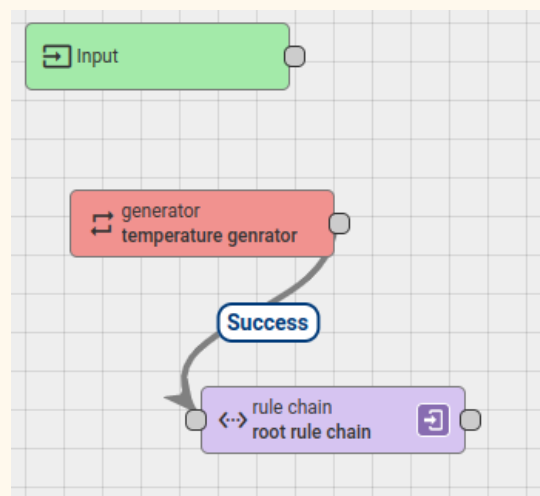 Input
generator
temperature genrator
Success
rule chain
root rule chain